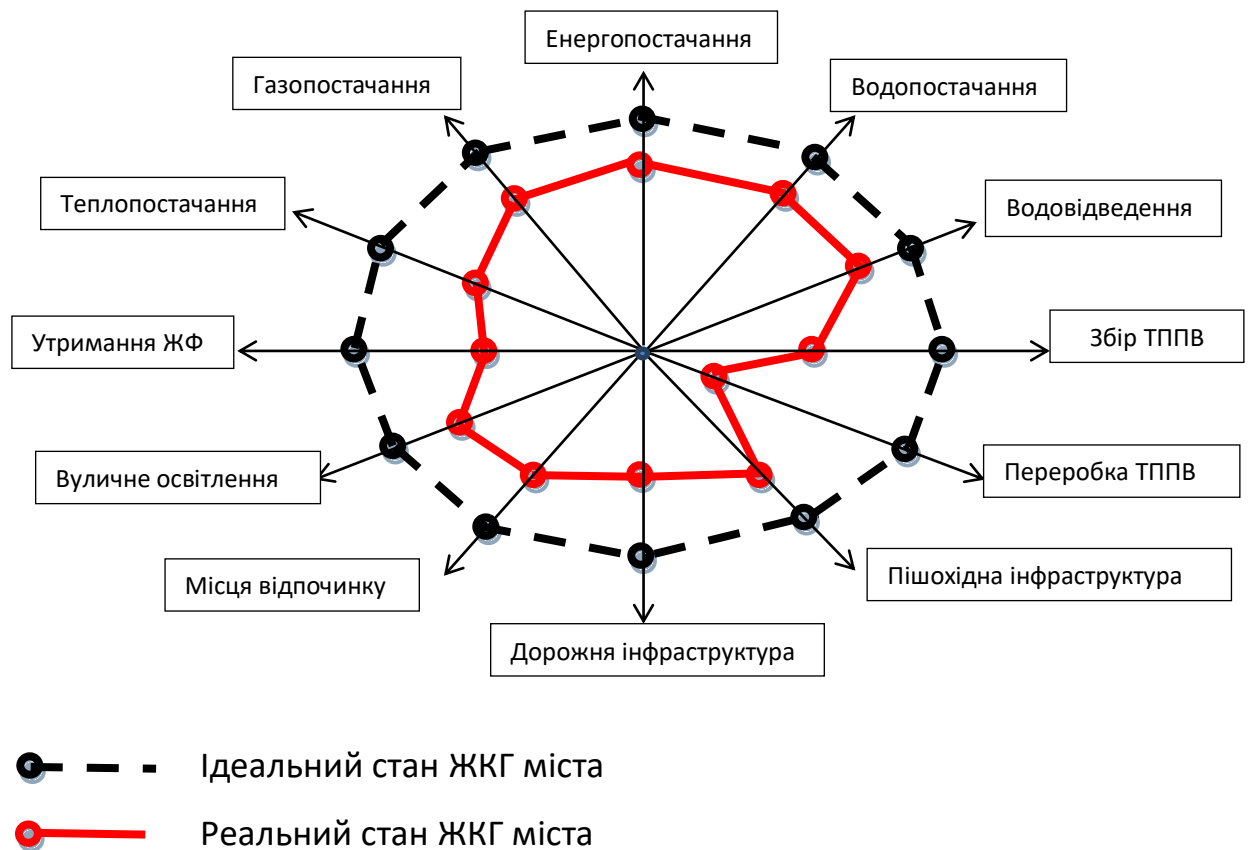 Енергопостачання
Газопостачання
Водопостачання
Теплопостачання
Водовідведення
Утримання ЖФ
Збір ТППВ
Вуличне освітлення
Переробка ТППВ
Місця відпочинку
Пішохідна інфраструктура
Дорожня інфраструктура
Ідеальний стан ЖКГ міста
Реальний стан ЖКГ міста